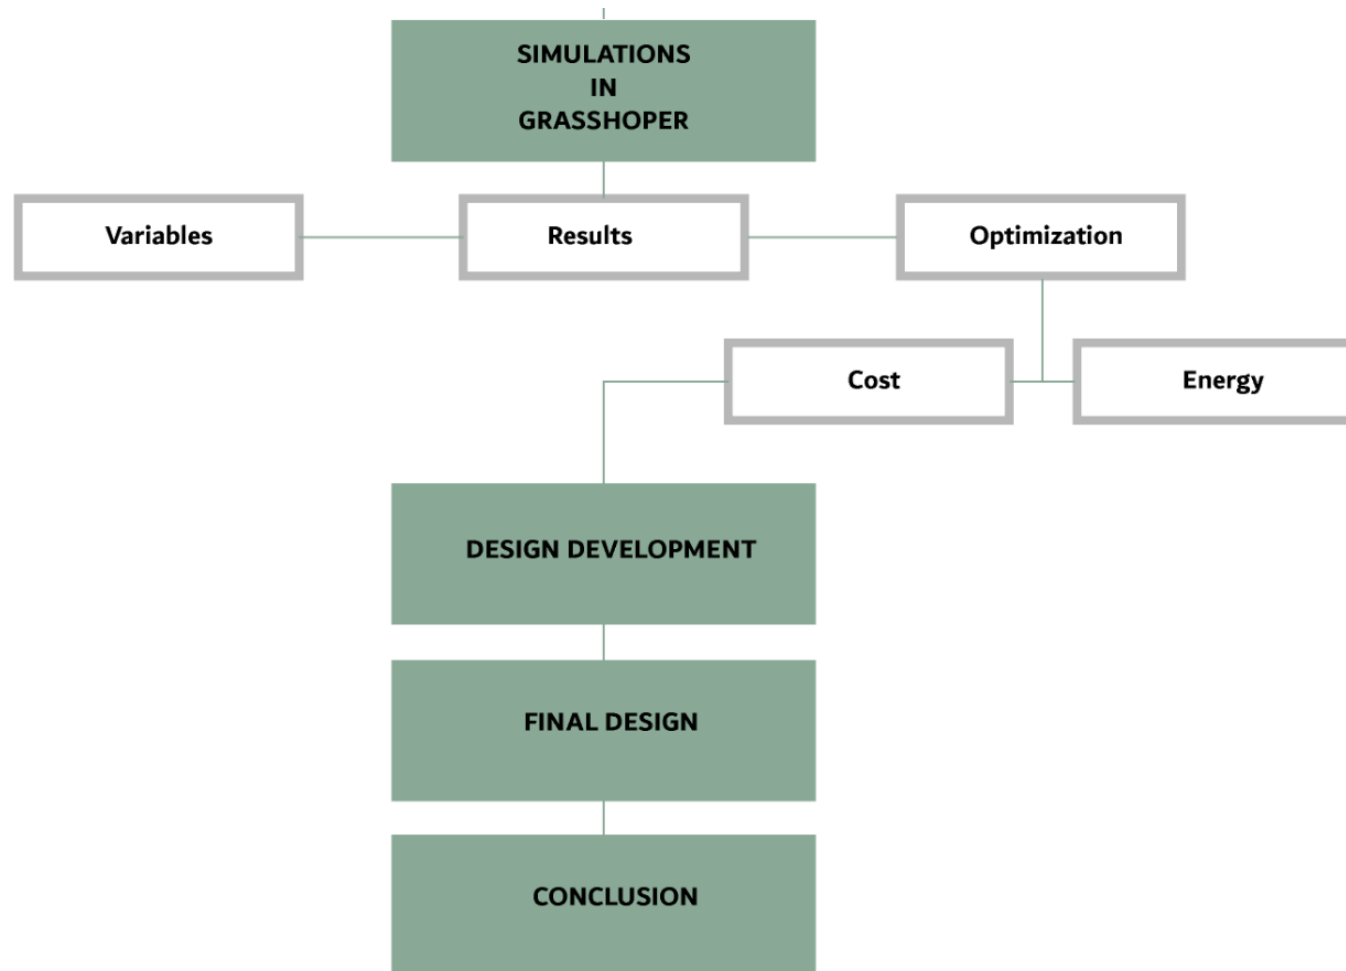 SIMULATIONS
IN
GRASSHOPER
Variables
Results
Optimization
Cost
Energy
DESIGN DEVELOPMENT
FINAL DESIGN
CONCLUSION